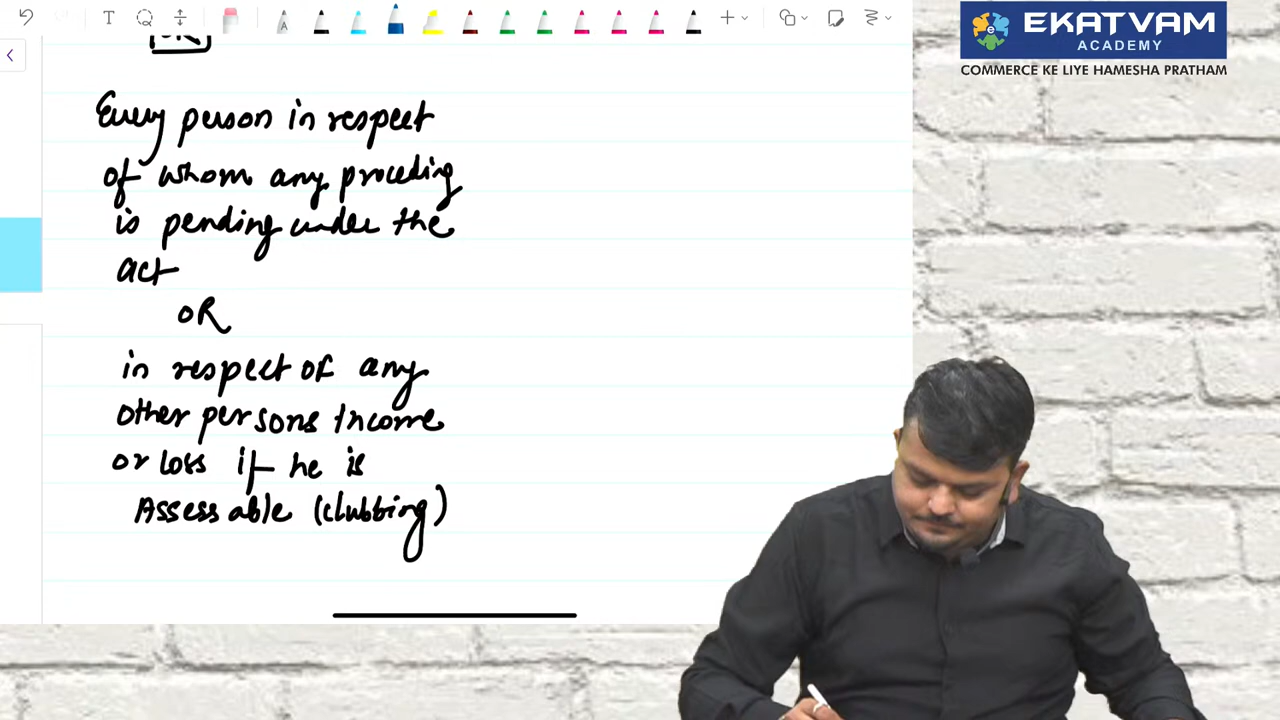 EKATVAM
ACADEMY
COMMERCE KE LIYE HAMESHA PRATHAM
Every person in respect
of whom any proceding
is pending under the
act
OR
in respect of any
other persons Income
or loss if he is
Assessable (clubbing)